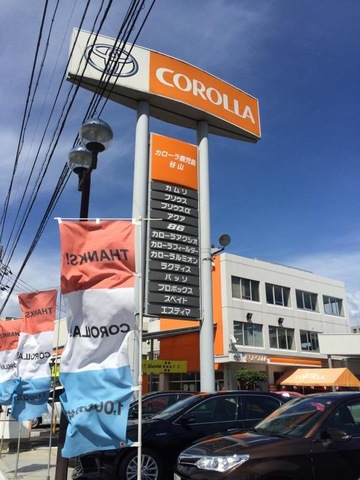 COROLLA
カローラ鹿児島
谷山
カムリ
プリウス
プリウスα
アクア
86
カローラアクシオ
カローラフィールダー
カローラルミオン
ラクティス
パッソ
プロボックス
スペイド
エスティマ
THANKS!
COROLLA
1,000
THANKS!
COROLLA